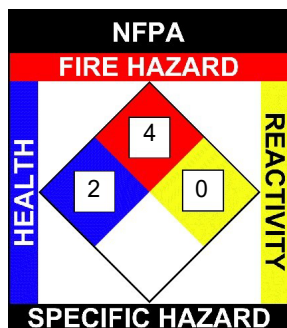 NFPA
FIRE HAZARD
HEALTH
4
2
0
REACTIVITY
SPECIFIC HAZARD